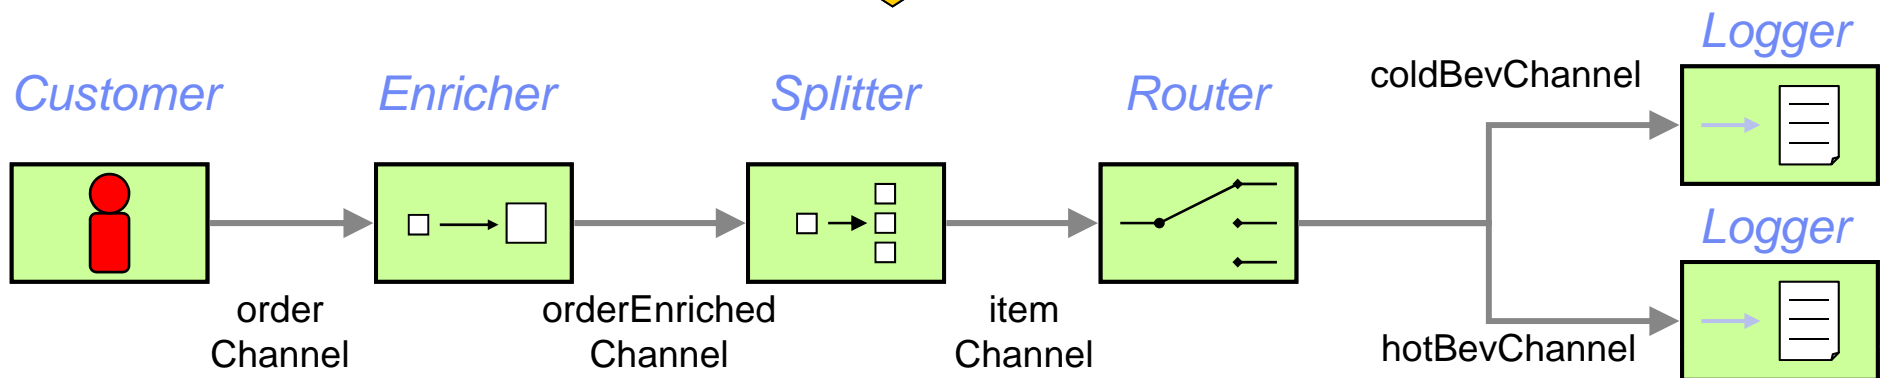 Customer
Enricher
Splitter
Router
coldBevChannel
Logger
Logger
order
Channel
orderEnriched
Channel
item
Channel
hotBevChannel